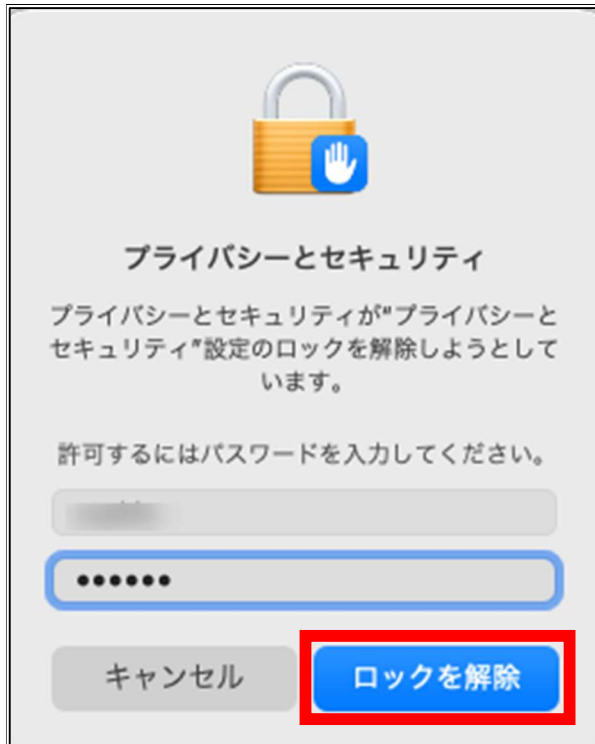 プライバシーとセキュリティ
プライバシーとセキュリティが"プライバシーと
セキュリティ"設定のロックを解除しようとして
います。
許可するにはパスワードを入力してください。
••••••
キャンセル
ロックを解除